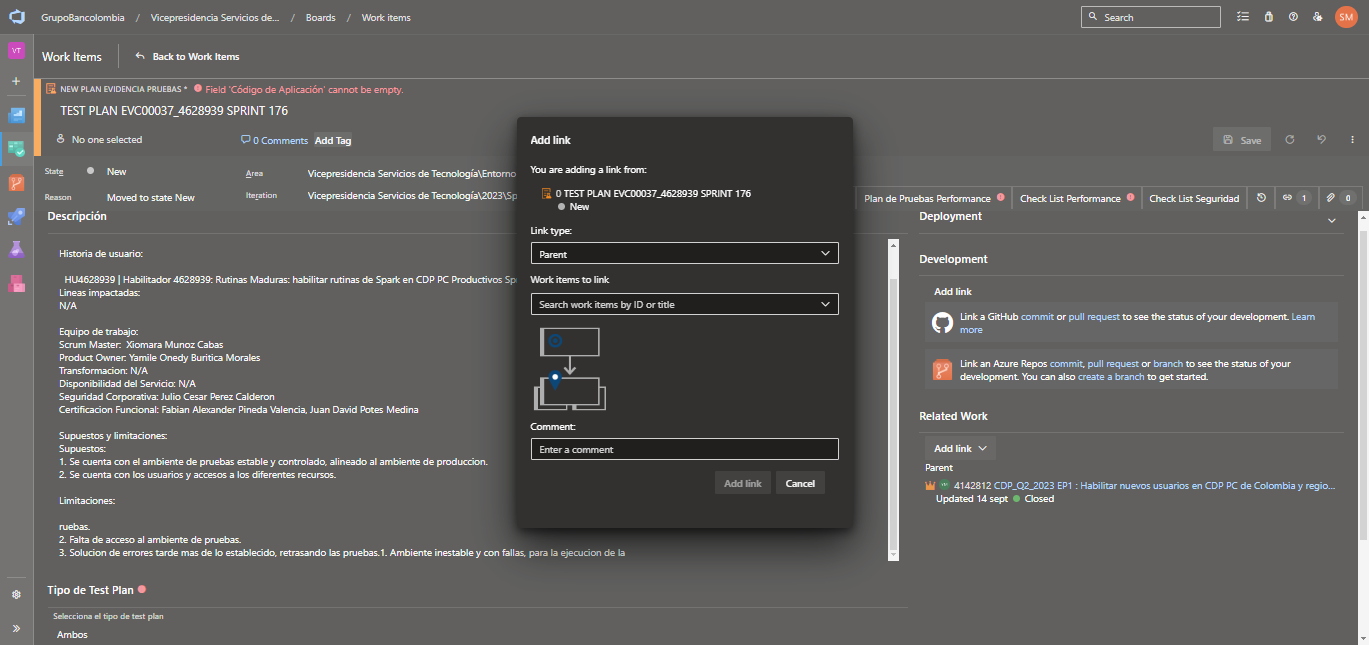 GrupoBancolombia / Vicepresidencia Servicios de... / Boards / Work items
Search
SM
VT
Work Items
Back to Work Items
NEW PLAN EVIDENCIA PRUEBAS * Field 'Código de Aplicación' cannot be empty.
TEST PLAN EVC00037_4628939 SPRINT 176
No one selected
0 Comments
Add Tag
Save
State
New
Area
Vicepresidencia Servicios de Tecnología\Entorno
Reason
Moved to state New
Iteration
Vicepresidencia Servicios de Tecnología\2023\Sp
Plan de Pruebas Performance
Check List Performance
Check List Seguridad
1
0
Descripción
Historia de usuario:
HU4628939 | Habilitador 4628939: Rutinas Maduras: habilitar rutinas de Spark en CDP PC Productivos Sp
Lineas impactadas:
N/A
Equipo de trabajo:
Scrum Master: Xiomara Munoz Cabas
Product Owner: Yamile Onedy Buritica Morales
Transformacion: N/A
Disponibilidad del Servicio: N/A
Seguridad Corporativa: Julio Cesar Perez Calderon
Certificacion Funcional: Fabian Alexander Pineda Valencia, Juan David Potes Medina
Supuestos y limitaciones:
Supuestos:
1. Se cuenta con el ambiente de pruebas estable y controlado, alineado al ambiente de produccion.
2. Se cuenta con los usuarios y accesos a los diferentes recursos.
Limitaciones:
ruebas.
2. Falta de acceso al ambiente de pruebas.
3. Solucion de errores tarde mas de lo establecido, retrasando las pruebas.1. Ambiente inestable y con fallas, para la ejecucion de la
Tipo de Test Plan
Selecciona el tipo de test plan
Ambos
Add link
You are adding a link from:
0 TEST PLAN EVC00037_4628939 SPRINT 176
New
Link type:
Parent
Work items to link
Search work items by ID or title
Comment:
Enter a comment
Add link
Cancel
Deployment
Development
Add link
Link a GitHub commit or pull request to see the status of your development. Learn
more
Link an Azure Repos commit, pull request or branch to see the status of your
development. You can also create a branch to get started.
Related Work
Add link
Parent
4142812 CDP_Q2_2023 EP1 : Habilitar nuevos usuarios en CDP PC de Colombia y regio...
Updated 14 sept Closed